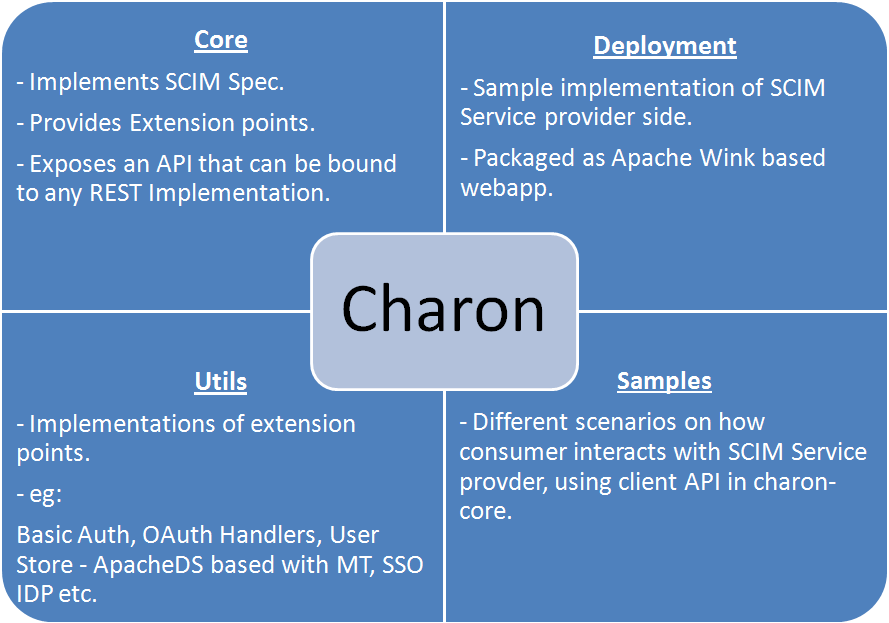 Core
- Implements SCIM Spec.
- Provides Extension points.
- Exposes an API that can be bound
to any REST Implementation.
Deployment
- Sample implementation of SCIM
Service provider side.
- Packaged as Apache Wink based
webapp.
Charon
Utils
- Implementations of extension
points.
- eg:
Basic Auth, OAuth Handlers, User
Store - ApacheDS based with MT, SSO
IDP etc.
Samples
- Different scenarios on how
consumer interacts with SCIM Service
provder, using client API in charon-
core.